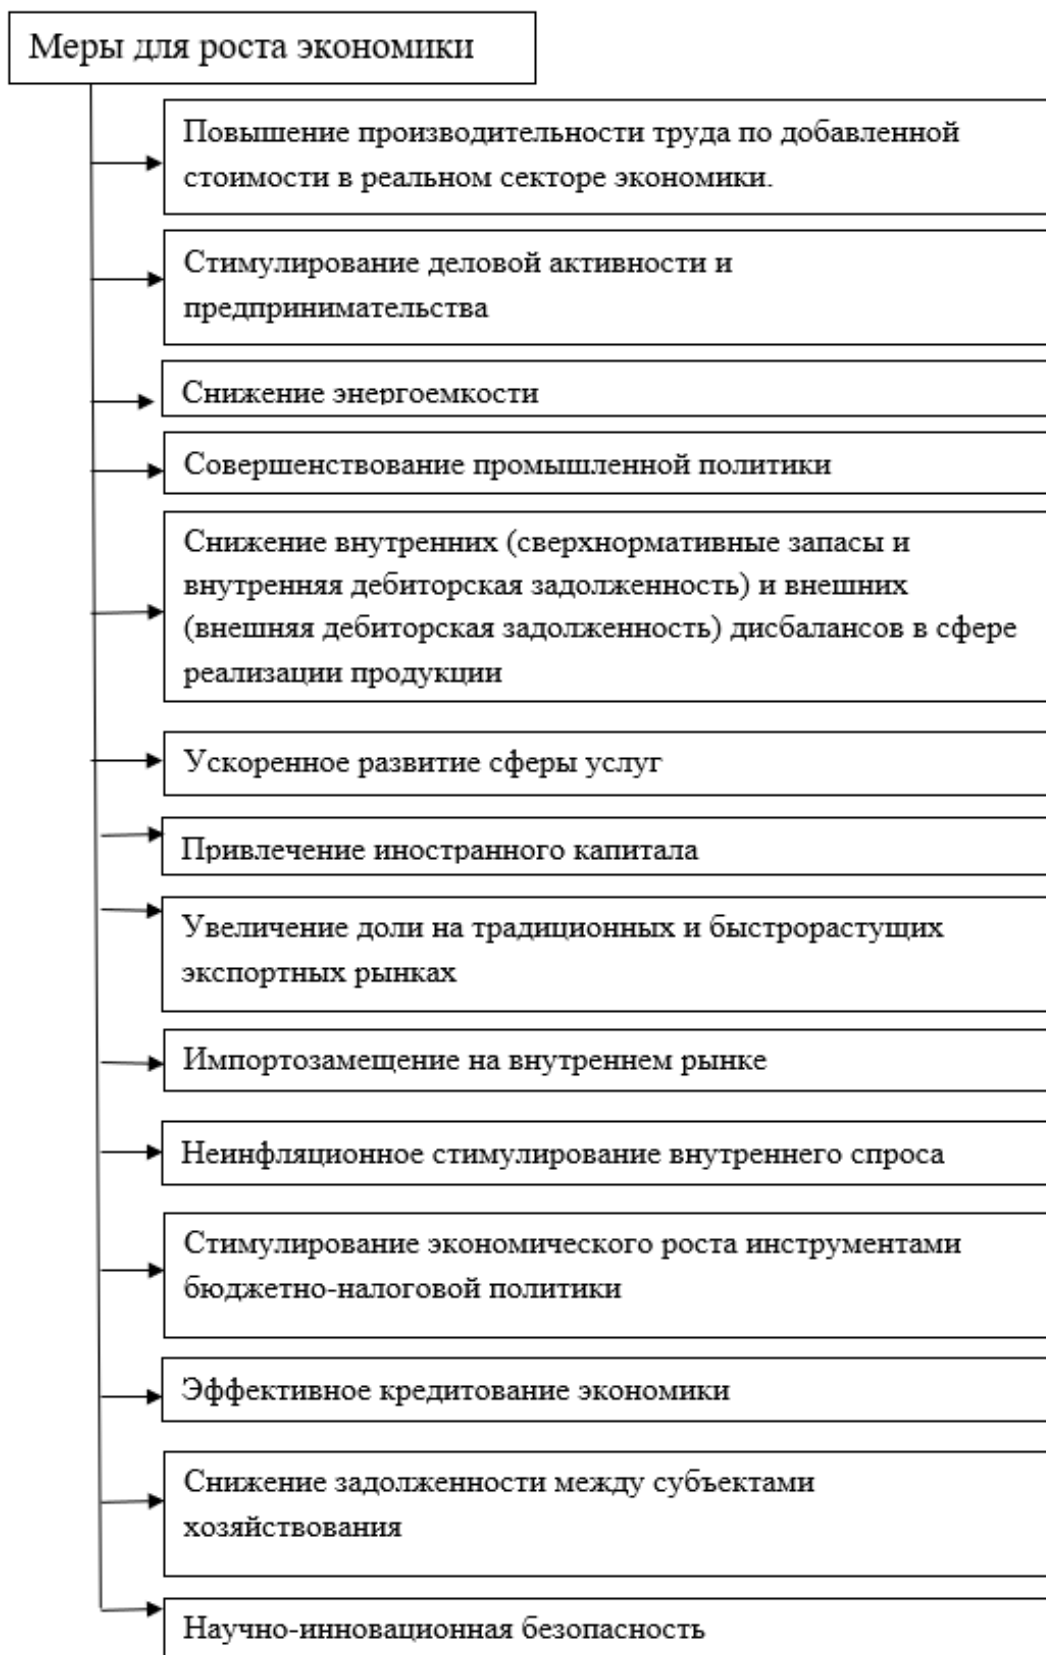 Меры для роста экономики
Повышение производительности труда по добавленной
стоимости в реальном секторе экономики.
Стимулирование деловой активности и
предпринимательства
Снижение энергоемкости
Совершенствование промышленной политики
Снижение внутренних (сверхнормативные запасы и
внутренняя дебиторская задолженность) и внешних
(внешняя дебиторская задолженность) дисбалансов в сфере
реализации продукции
Ускоренное развитие сферы услуг
Привлечение иностранного капитала
Увеличение доли на традиционных и быстрорастущих
экспортных рынках
Импортозамещение на внутреннем рынке
Неинфляционное стимулирование внутреннего спроса
Стимулирование экономического роста инструментами
бюджетно-налоговой политики
Эффективное кредитование экономики
Снижение задолженности между субъектами
хозяйствования
Научно-инновационная безопасность